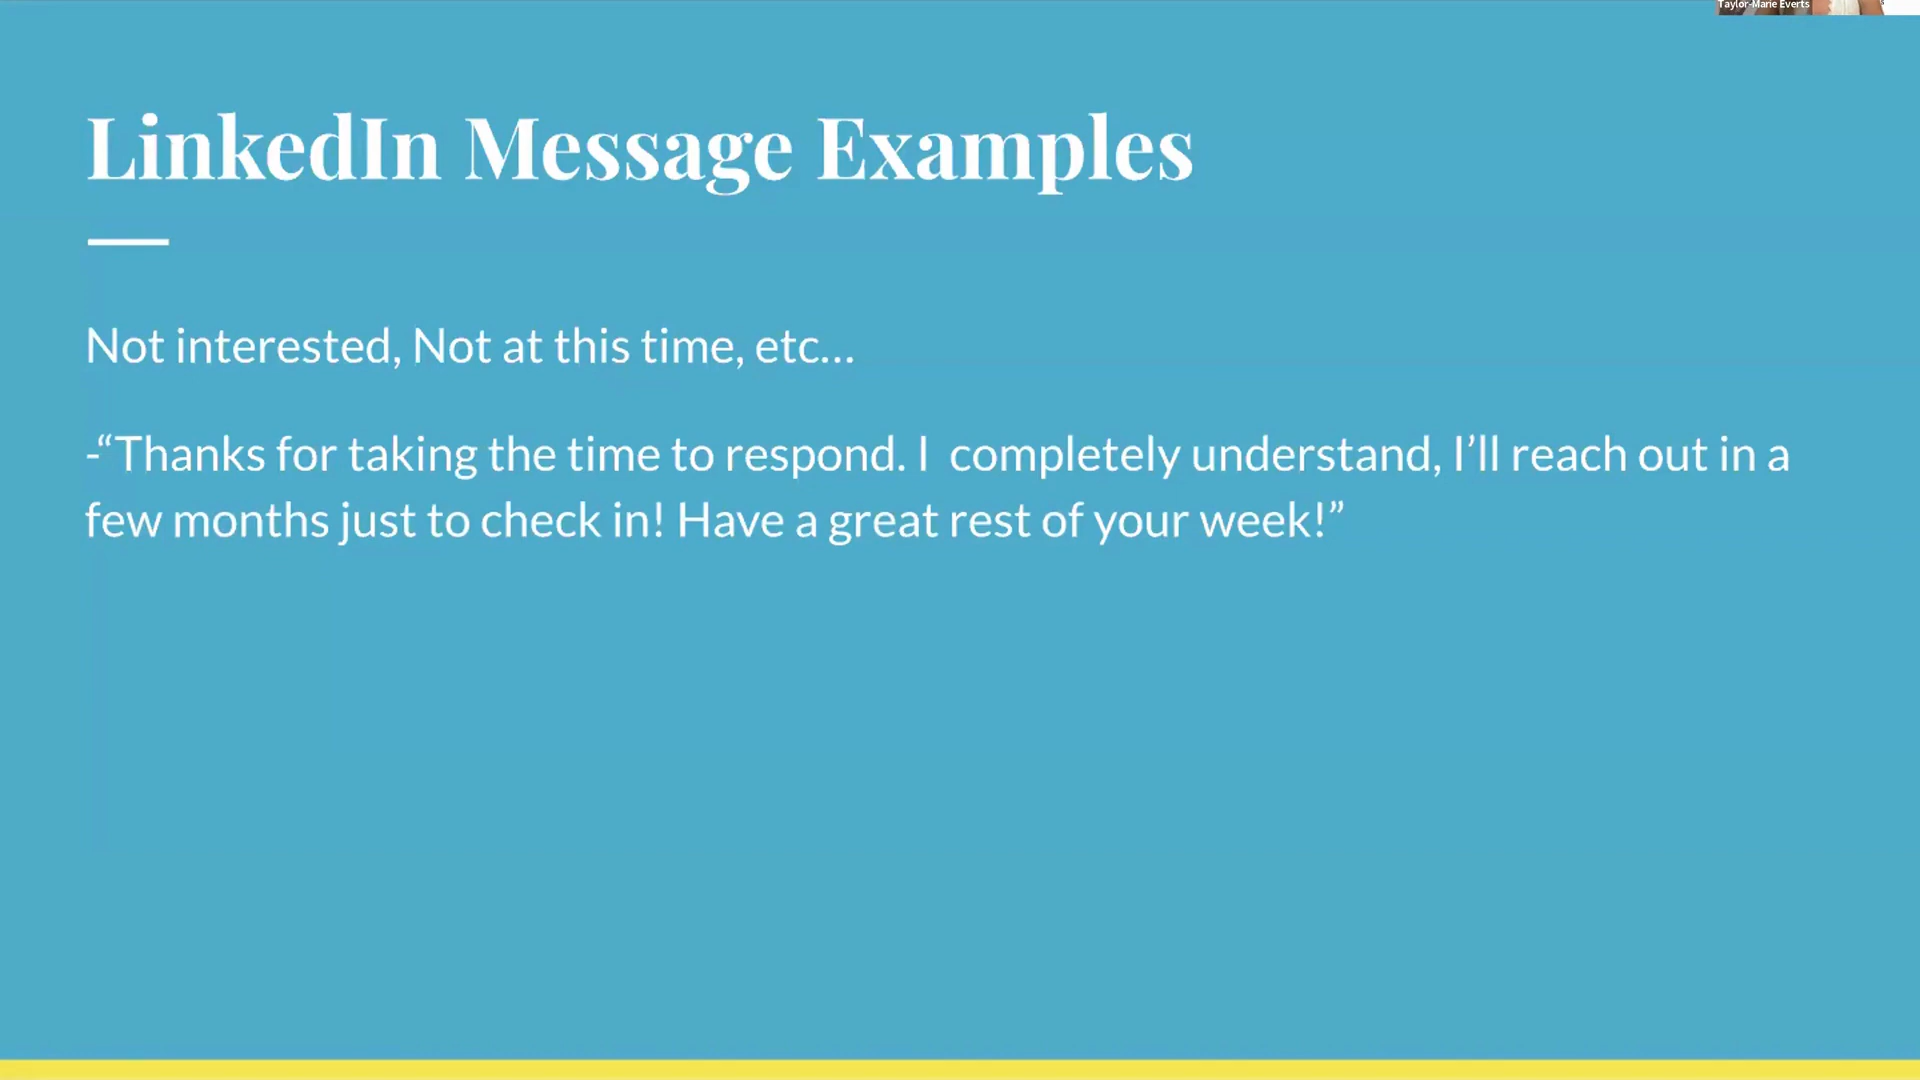 Taylor-Marie Everts
LinkedIn Message Examples
Not interested, Not at this time, etc...
-“Thanks for taking the time to respond. I  completely understand, I’ll reach out in a
few months just to check in! Have a great rest of your week!”